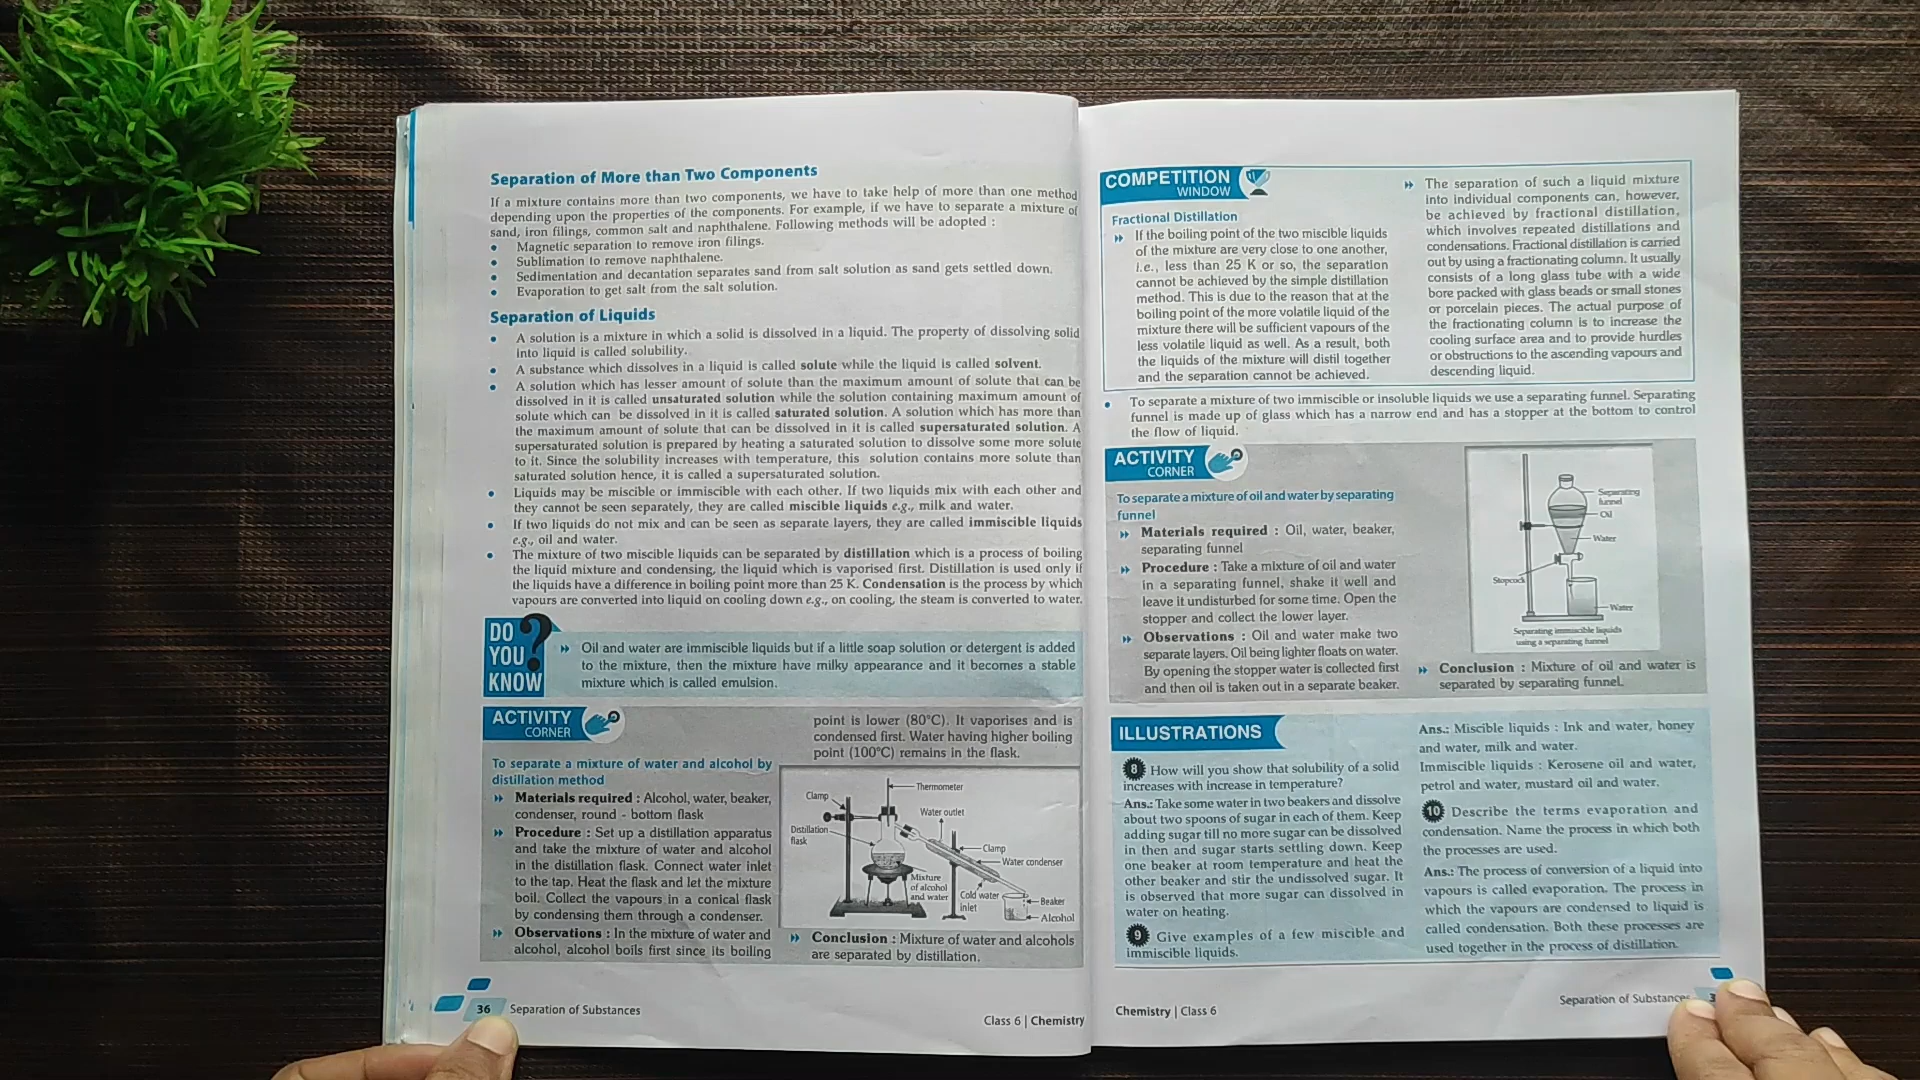 Separation of More than Two Components
If a mixture contains more than two components, we have to take help of more than one method
depending upon the properties of the components. For example, if we have to separate a mixture of
sand, iron filings, common salt and naphthalene. Following methods will be adopted :
• Magnetic separation to remove iron filings.
• Sublimation to remove naphthalene.
• Sedimentation and decantation separates sand from salt solution as sand gets settled down.
• Evaporation to get salt from the salt solution.
Separation of Liquids
• A solution is a mixture in which a solid is dissolved in a liquid. The property of dissolving solid
into liquid is called solubility.
• A substance which dissolves in a liquid is called solute while the liquid is called solvent.
• A solution which has lesser amount of solute than the maximum amount of solute that can be
dissolved in it is called unsaturated solution while the solution containing maximum amount of
solute which can be dissolved in it is called saturated solution. A solution which has more than
the maximum amount of solute that can be dissolved in it is called supersaturated solution. A
supersaturated solution is prepared by heating a saturated solution to dissolve some more solute
to it. Since the solubility increases with temperature, this solution contains more solute than
saturated solution hence, it is called a supersaturated solution.
• Liquids may be miscible or immiscible with each other. If two liquids mix with each other and
they cannot be seen separately, they are called miscible liquids e.g., milk and water.
• If two liquids do not mix and can be seen as separate layers, they are called immiscible liquids
e.g., oil and water.
• The mixture of two miscible liquids can be separated by distillation which is a process of boiling
the liquid mixture and condensing, the liquid which is vaporised first. Distillation is used only if
the liquids have a difference in boiling point more than 25 K. Condensation is the process by which
vapours are converted into liquid on cooling down e.g., on cooling, the steam is converted to water.
DO
YOU
KNOW
?
Oil and water are immiscible liquids but if a little soap solution or detergent is added
to the mixture, then the mixture have milky appearance and it becomes a stable
mixture which is called emulsion.
ACTIVITY
CORNER
To separate a mixture of water and alcohol by
distillation method
Materials required : Alcohol, water, beaker,
condenser, round - bottom flask
Procedure : Set up a distillation apparatus
and take the mixture of water and alcohol
in the distillation flask. Connect water inlet
to the tap. Heat the flask and let the mixture
boil. Collect the vapours in a conical flask
by condensing them through a condenser.
Observations : In the mixture of water and
alcohol, alcohol boils first since its boiling
point is lower (80°C). It vaporises and is
condensed first. Water having higher boiling
point (100°C) remains in the flask.
Thermometer
Clamp
Water outlet
Distillation
flask
Clamp
Water condenser
Mixture
of alcohol
and water
Cold water
inlet
Beaker
Alcohol
Conclusion : Mixture of water and alcohols
are separated by distillation.
36 Separation of Substances
Class 6 | Chemistry
COMPETITION
WINDOW
Fractional Distillation
If the boiling point of the two miscible liquids
of the mixture are very close to one another,
i.e., less than 25 K or so, the separation
cannot be achieved by the simple distillation
method. This is due to the reason that at the
boiling point of the more volatile liquid of the
mixture there will be sufficient vapours of the
less volatile liquid as well. As a result, both
the liquids of the mixture will distil together
and the separation cannot be achieved.
The separation of such a liquid mixture
into individual components can, however,
be achieved by fractional distillation,
which involves repeated distillations and
condensations. Fractional distillation is carried
out by using a fractionating column. It usually
consists of a long glass tube with a wide
bore packed with glass beads or small stones
or porcelain pieces. The actual purpose of
the fractionating column is to increase the
cooling surface area and to provide hurdles
or obstructions to the ascending vapours and
descending liquid.
• To separate a mixture of two immiscible or insoluble liquids we use a separating funnel. Separating
funnel is made up of glass which has a narrow end and has a stopper at the bottom to control
the flow of liquid.
ACTIVITY
CORNER
To separate a mixture of oil and water by separating
funnel
Materials required : Oil, water, beaker,
separating funnel
Procedure : Take a mixture of oil and water
in a separating funnel, shake it well and
leave it undisturbed for some time. Open the
stopper and collect the lower layer.
Observations : Oil and water make two
separate layers. Oil being lighter floats on water.
By opening the stopper water is collected first
and then oil is taken out in a separate beaker.
Separating
funnel
Oil
Water
Stopcock
Water
Separating immiscible liquids
using a separating funnel
Conclusion : Mixture of oil and water is
separated by separating funnel.
ILLUSTRATIONS
8 How will you show that solubility of a solid
increases with increase in temperature?
Ans.: Take some water in two beakers and dissolve
about two spoons of sugar in each of them. Keep
adding sugar till no more sugar can be dissolved
in then and sugar starts settling down. Keep
one beaker at room temperature and heat the
other beaker and stir the undissolved sugar. It
is observed that more sugar can dissolved in
water on heating.
9 Give examples of a few miscible and
immiscible liquids.
Ans.: Miscible liquids : Ink and water, honey
and water, milk and water.
Immiscible liquids : Kerosene oil and water,
petrol and water, mustard oil and water.
10 Describe the terms evaporation and
condensation. Name the process in which both
the processes are used.
Ans.: The process of conversion of a liquid into
vapours is called evaporation. The process in
which the vapours are condensed to liquid is
called condensation. Both these processes are
used together in the process of distillation.
Chemistry | Class 6
Separation of Substances